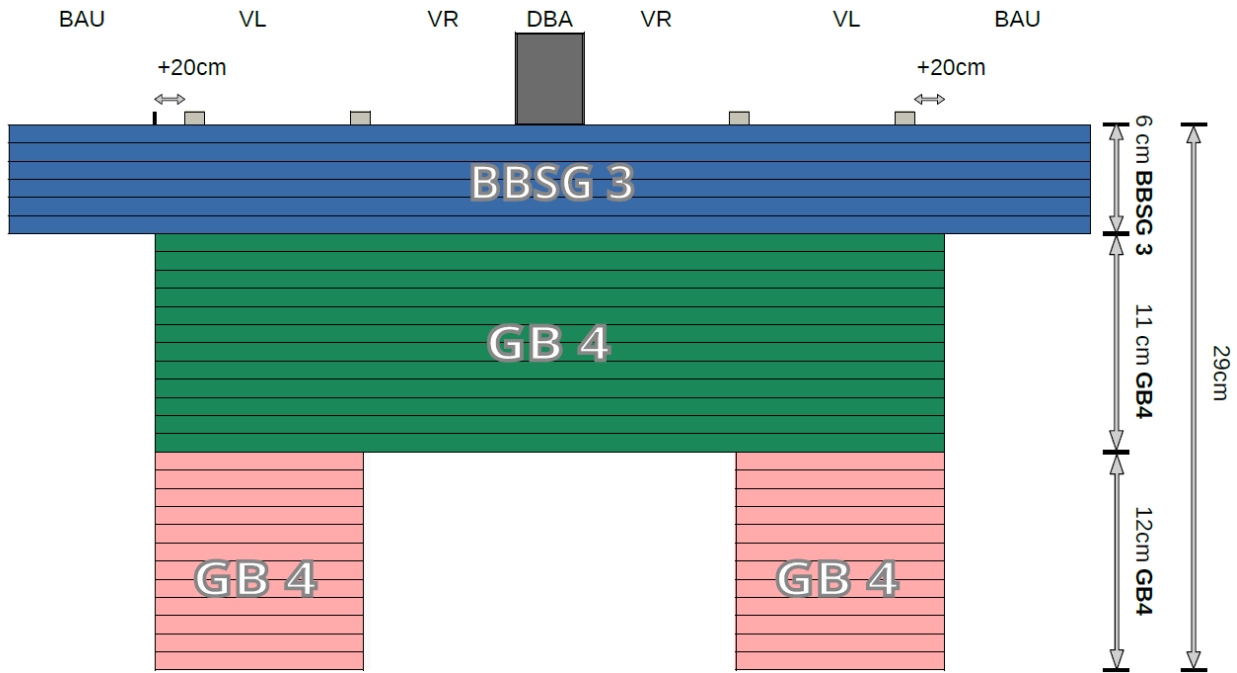 BAU VL VR DBA VR VL BAU
+20cm +20cm
BBSG 3
GB 4
GB 4 GB 4
6 cm BBSG 3
11 cm GB4
12cm GB4
29cm